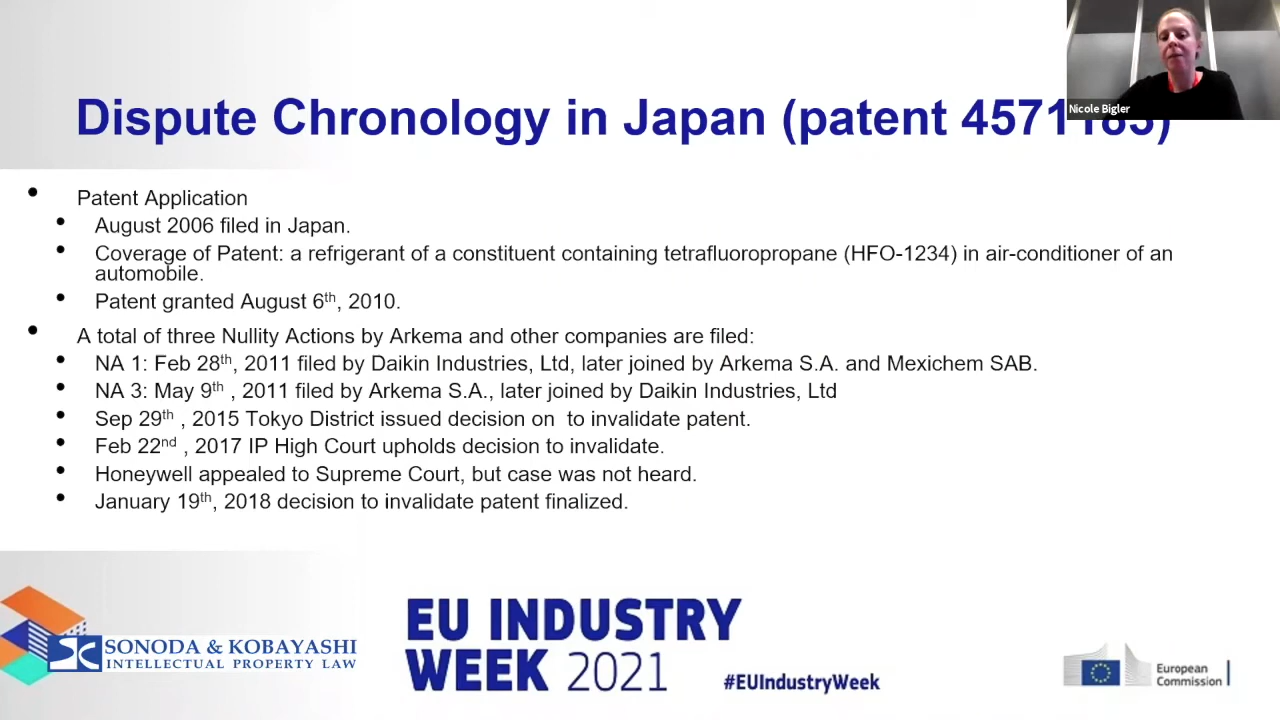 Nicole Bigler
Dispute Chronology in Japan (patent 4571183)
• Patent Application
• August 2006 filed in Japan.
• Coverage of Patent: a refrigerant of a constituent containing tetrafluoropropane (HFO-1234) in air-conditioner of an
automobile.
• Patent granted August 6th, 2010.
• A total of three Nullity Actions by Arkema and other companies are filed:
• NA 1: Feb 28th, 2011 filed by Daikin Industries, Ltd, later joined by Arkema S.A. and Mexichem SAB.
• NA 3: May 9th , 2011 filed by Arkema S.A., later joined by Daikin Industries, Ltd
• Sep 29th , 2015 Tokyo District issued decision on  to invalidate patent.
• Feb 22nd , 2017 IP High Court upholds decision to invalidate.
• Honeywell appealed to Supreme Court, but case was not heard.
• January 19th, 2018 decision to invalidate patent finalized.
SONODA & KOBAYASHI
INTELLECTUAL PROPERTY LAW
EU INDUSTRY
WEEK 2021
#EUIndustryWeek
European
Commission